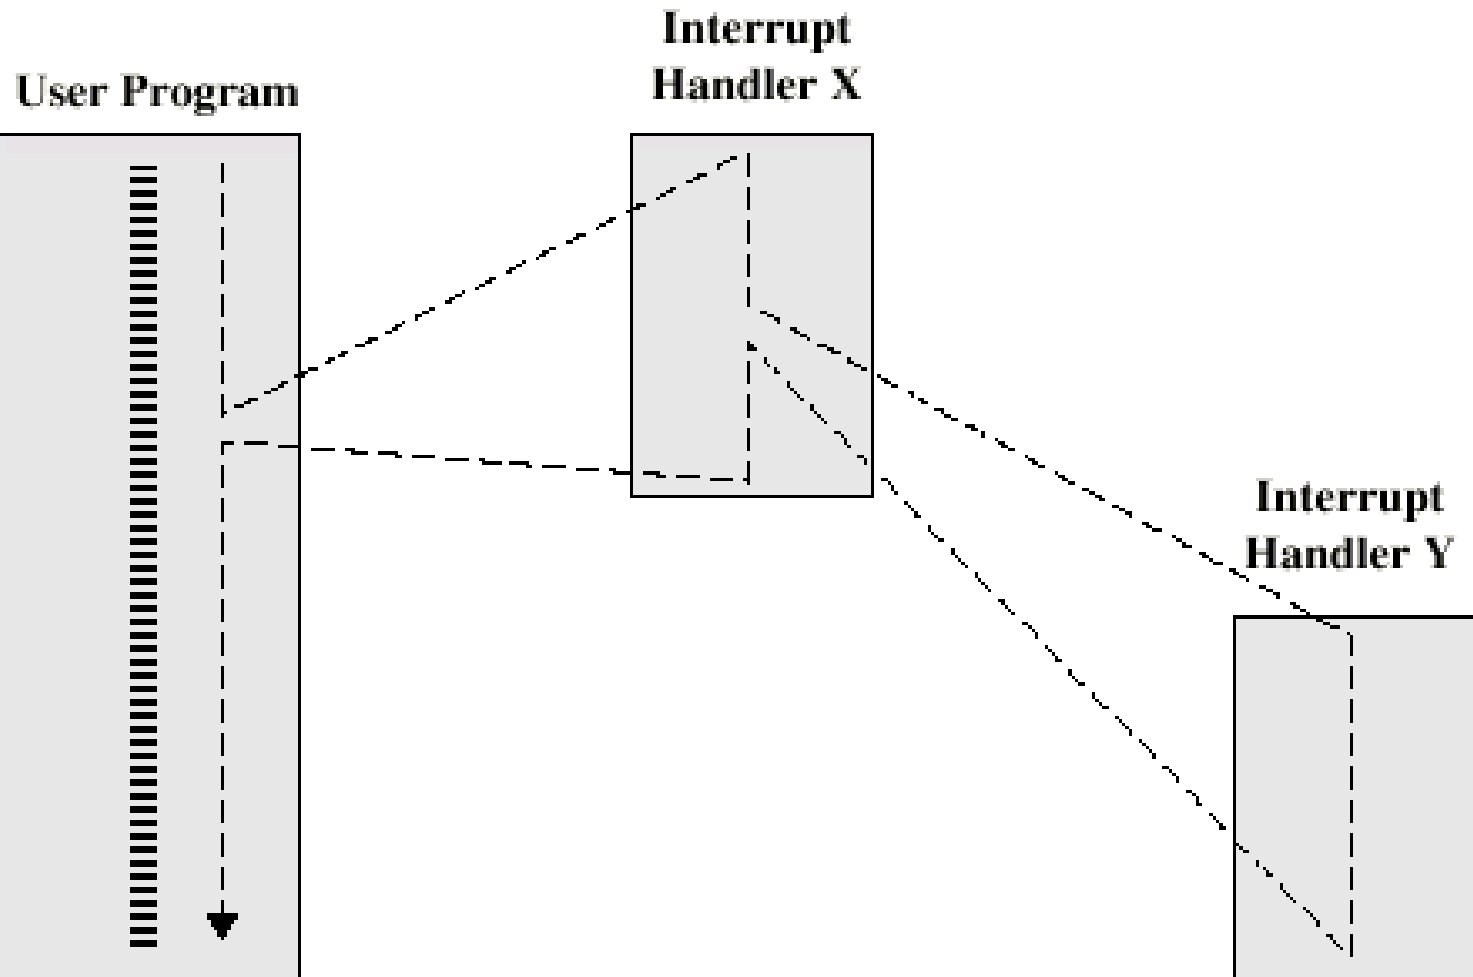 User Program
Interrupt
Handler X
Interrupt
Handler Y